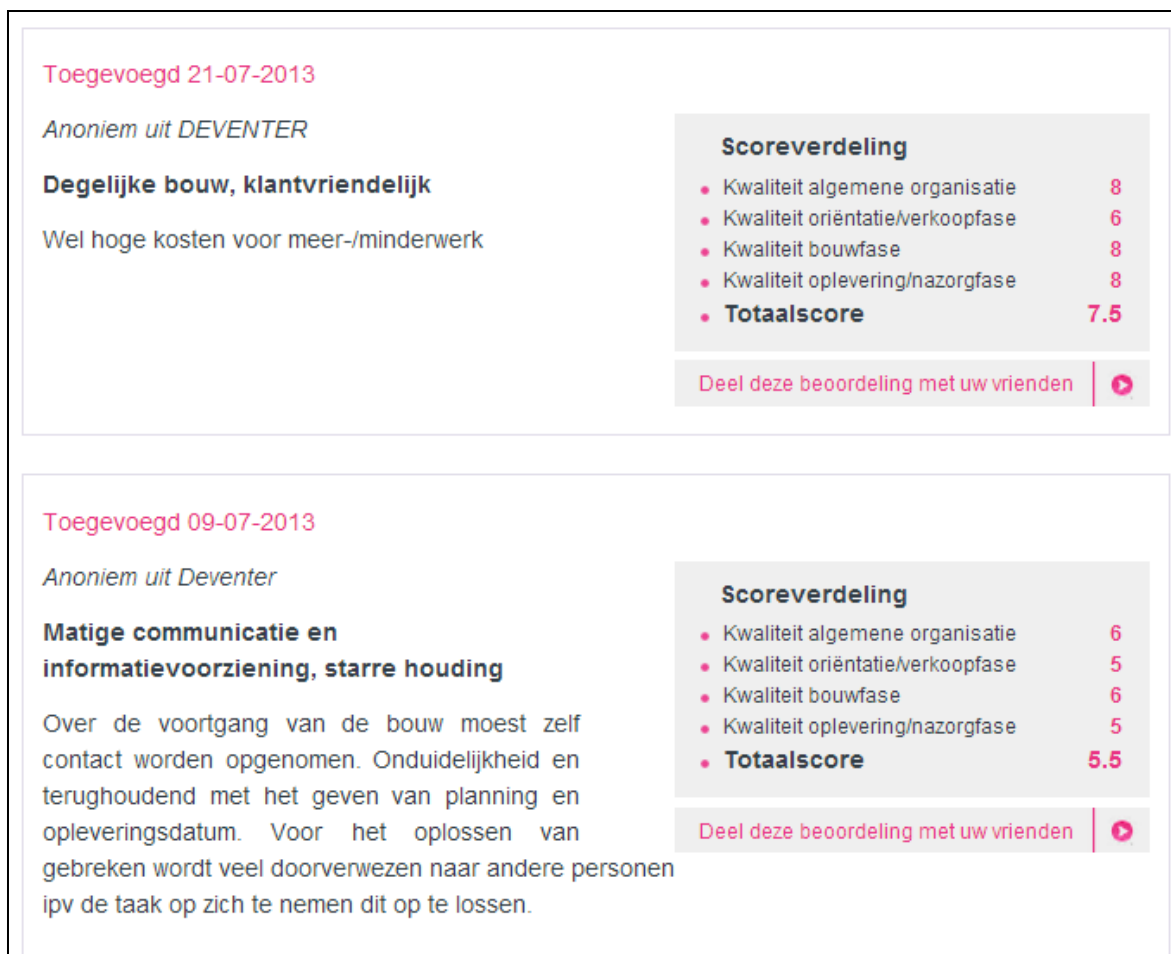 Toegevoegd 21-07-2013
Anoniem uit DEVENTER
Degelijke bouw, klantvriendelijk
Wel hoge kosten voor meer-/minderwerk
Scoreverdeling
Kwaliteit algemene organisatie 8
Kwaliteit oriëntatie/verkoopfase 6
Kwaliteit bouwfase 8
Kwaliteit oplevering/nazorgfase 8
Totaalscore 7.5
Deel deze beoordeling met uw vrienden
Toegevoegd 09-07-2013
Anoniem uit Deventer
Matige communicatie en
informatievoorziening, starre houding
Over de voortgang van de bouw moest zelf
contact worden opgenomen. Onduidelijkheid en
terughoudend met het geven van planning en
opleveringsdatum. Voor het oplossen van
gebreken wordt veel doorverwezen naar andere personen
ipv de taak op zich te nemen dit op te lossen.
Scoreverdeling
Kwaliteit algemene organisatie 6
Kwaliteit oriëntatie/verkoopfase 5
Kwaliteit bouwfase 6
Kwaliteit oplevering/nazorgfase 5
Totaalscore 5.5
Deel deze beoordeling met uw vrienden